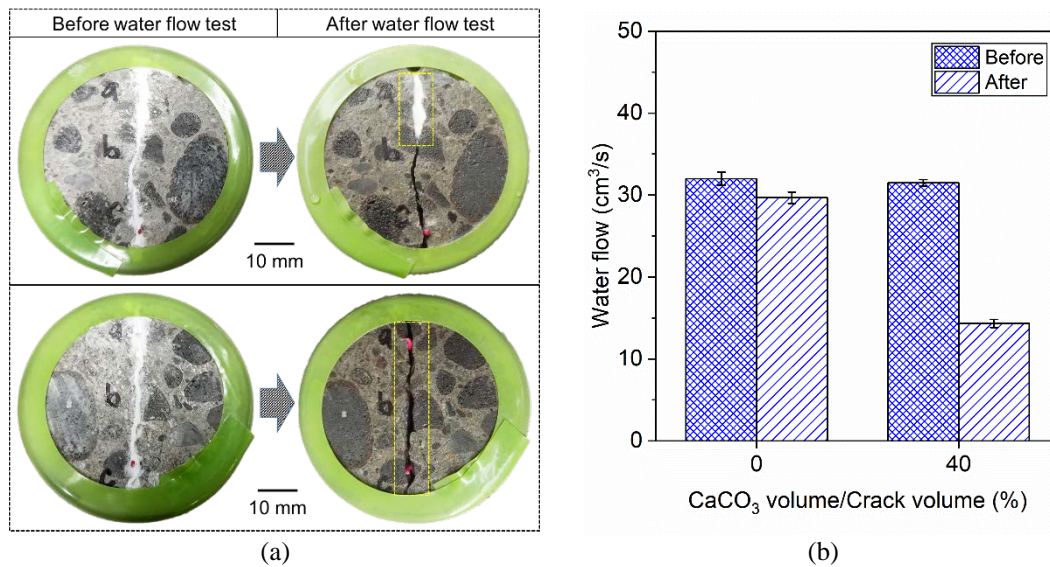 Before water flow test
After water flow test
a
b
c
a
b
c
10 mm
b
c
a
b
10 mm
(a)
50
40
30
20
10
0
Water flow (cm³/s)
Before
After
0
40
CaCO₃ volume/Crack volume (%)
(b)